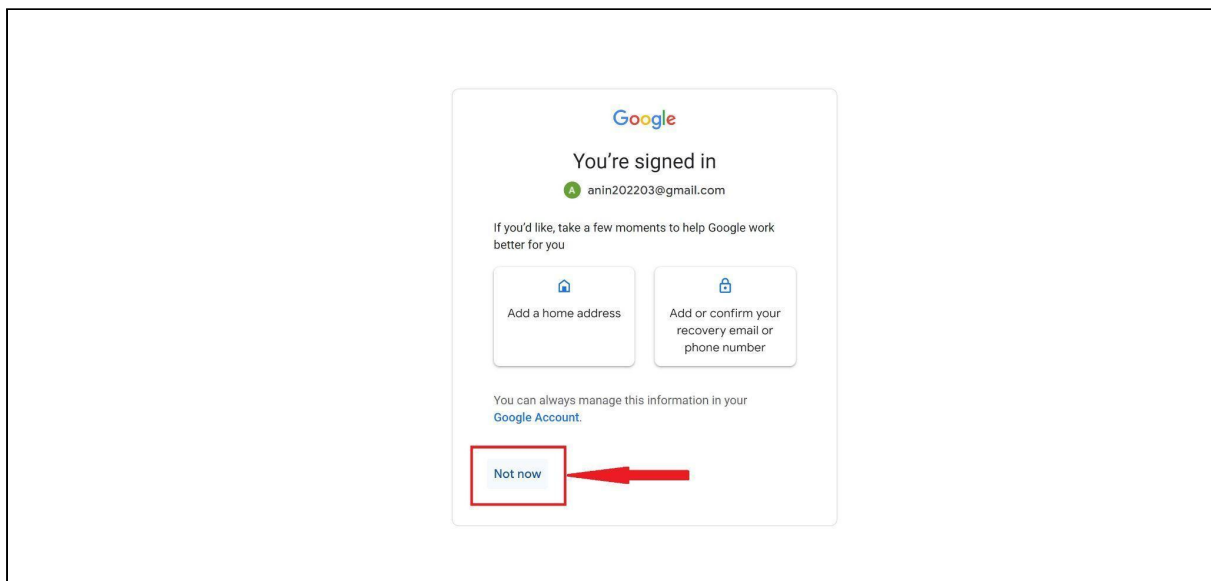 Google
You're signed in
A anin202203@gmail.com
If you'd like, take a few moments to help Google work
better for you
Add a home address
Add or confirm your
recovery email or
phone number
You can always manage this information in your
Google Account.
Not now